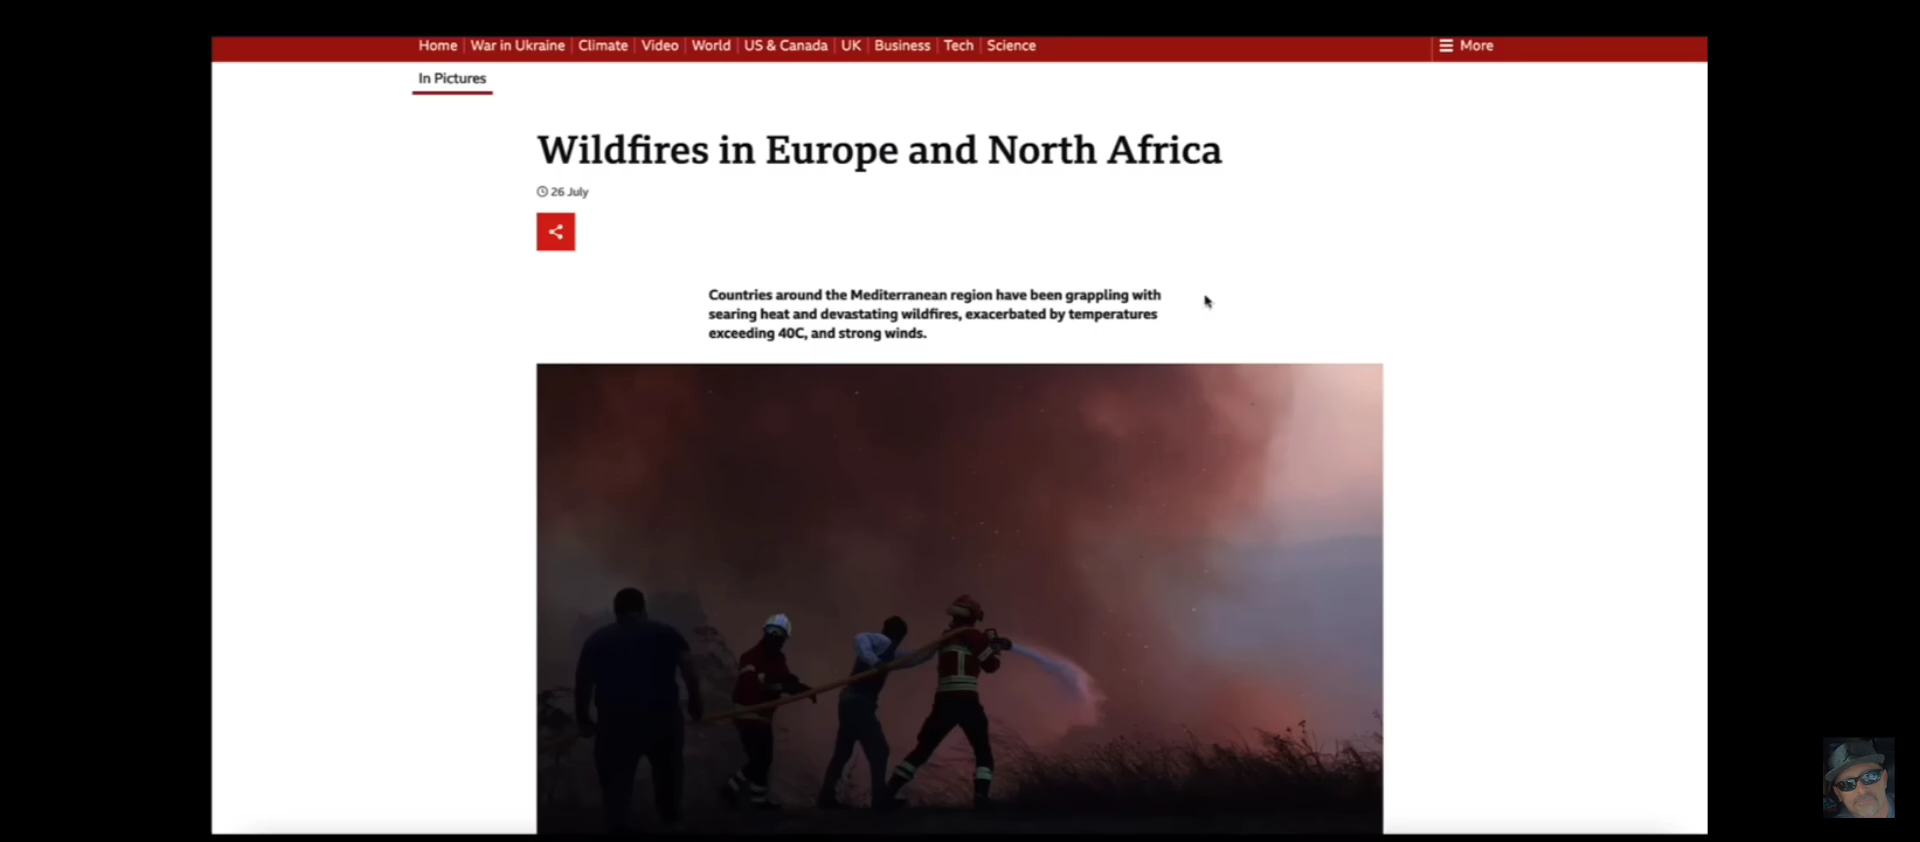 Home War in Ukraine Climate Video World US & Canada UK Business Tech Science More
In Pictures
Wildfires in Europe and North Africa
26 July
Countries around the Mediterranean region have been grappling with
searing heat and devastating wildfires, exacerbated by temperatures
exceeding 40C, and strong winds.